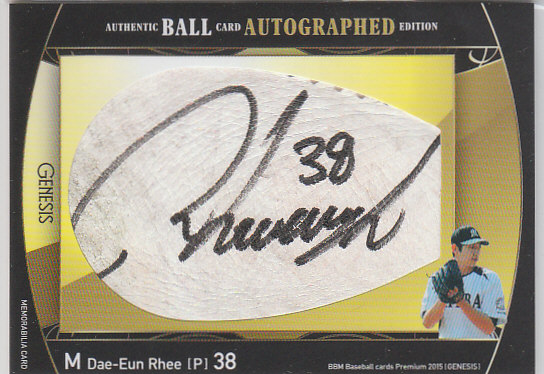 AUTHENTIC BALL CARD AUTOGRAPHED EDITION
38
GENESIS
MEMORABILIA CARD
M Dae-Eun Rhee [P] 38
BBM Baseball cards Premium 2015 [GENESIS]